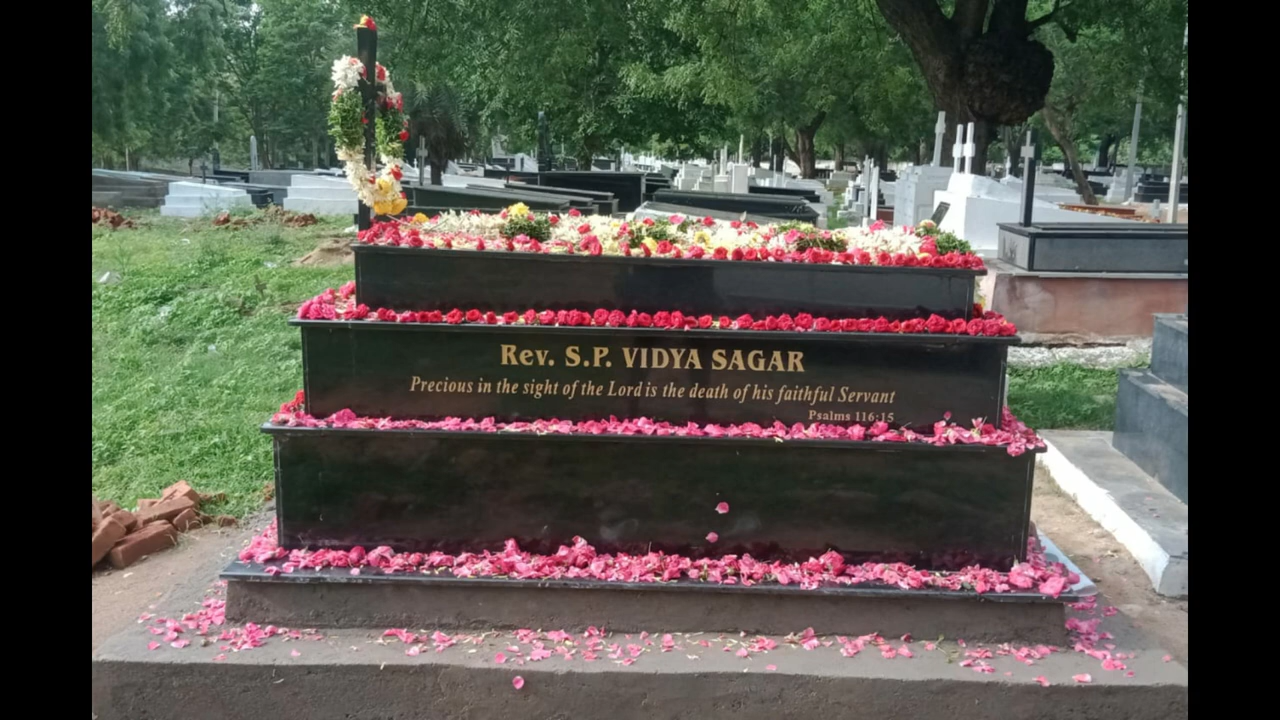 Rev. S.P. VIDYA SAGAR
Precious in the sight of the Lord is the death of his faithful Servant
Psalms 116:15